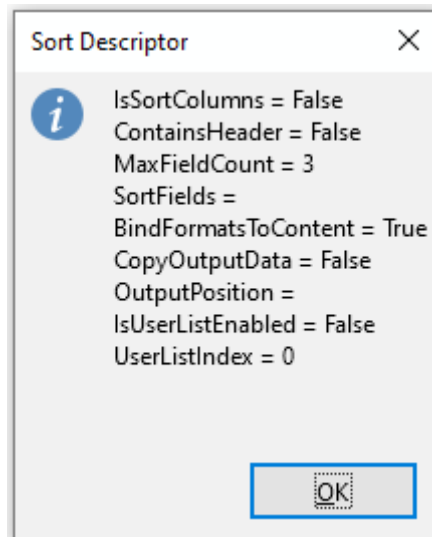 Sort Descriptor
IsSortColumns = False
ContainsHeader = False
MaxFieldCount = 3
SortFields =
BindFormatsToContent = True
CopyOutputData = False
OutputPosition =
IsUserListEnabled = False
UserListIndex = 0
OK